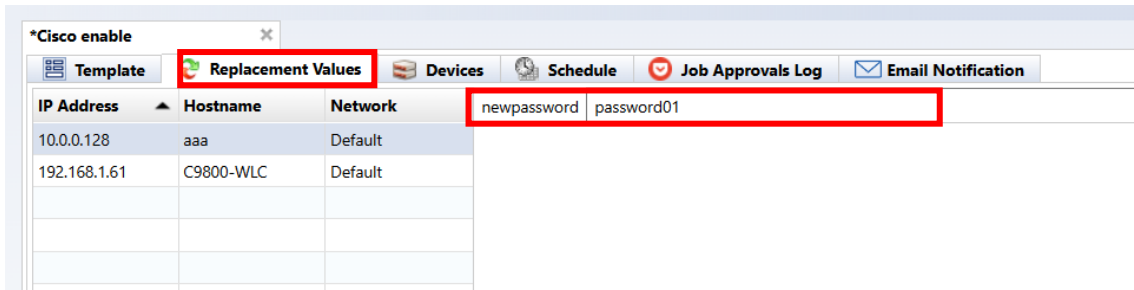 *Cisco enable
Template Replacement Values Devices Schedule Job Approvals Log Email Notification
IP Address Hostname Network newpassword password01
10.0.0.128 aaa Default
192.168.1.61 C9800-WLC Default